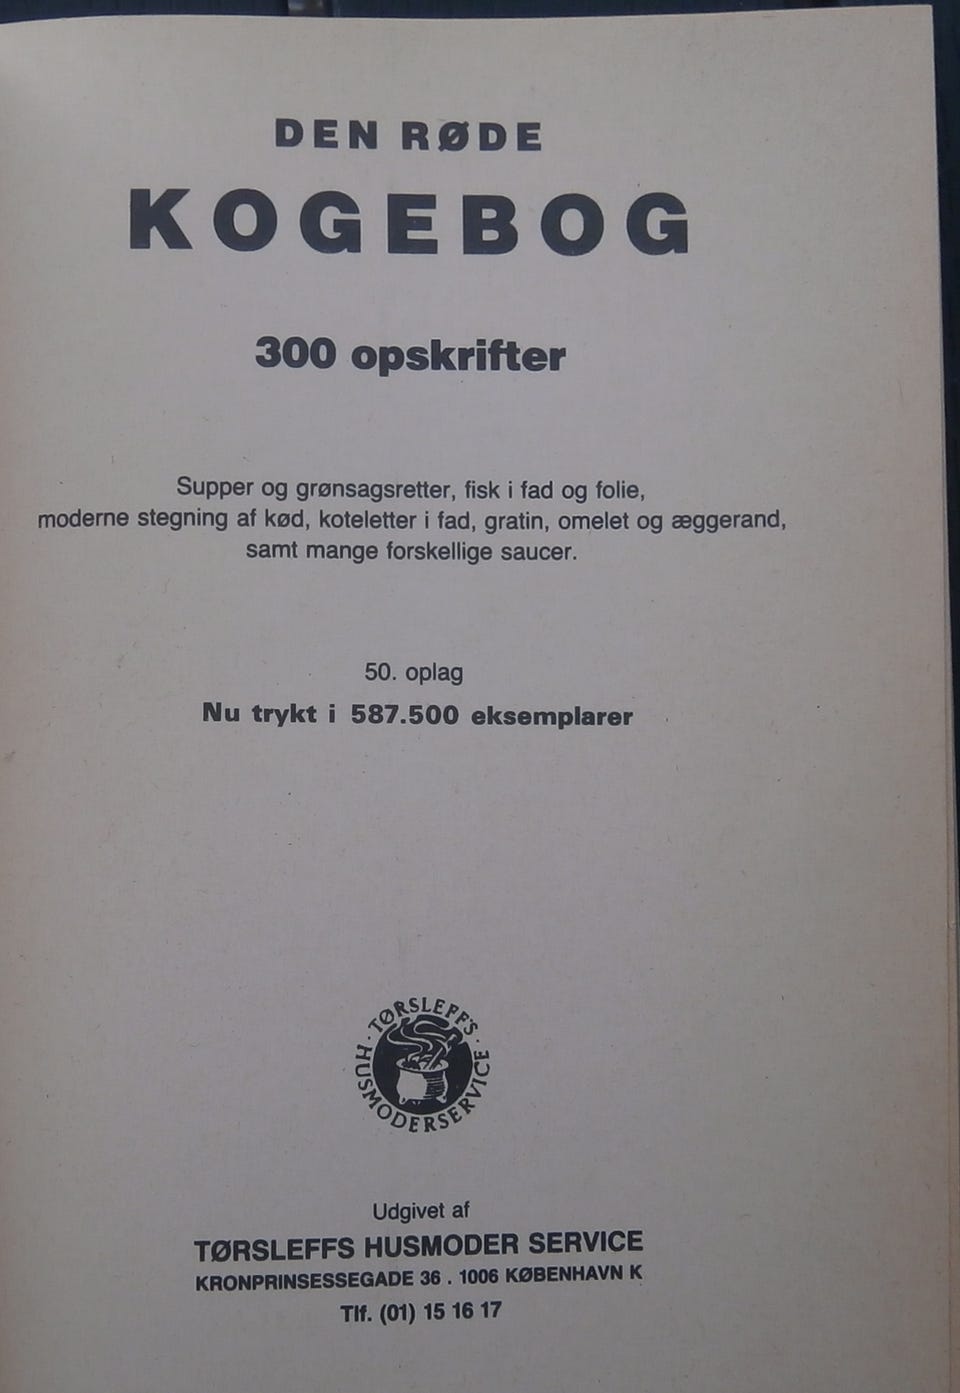 DEN RØDE
KOGEBOG
300 opskrifter
Supper og grønsagsretter, fisk i fad og folie,
moderne stegning af kød, koteletter i fad, gratin, omelet og æggerand,
samt mange forskellige saucer.
50. oplag
Nu trykt i 587.500 eksemplarer
· TØRSLEFF'S ·
HUSMODERSERVICE
Udgivet af
TØRSLEFFS HUSMODER SERVICE
KRONPRINSESSEGADE 36 . 1006 KØBENHAVN K
Tlf. (01) 15 16 17